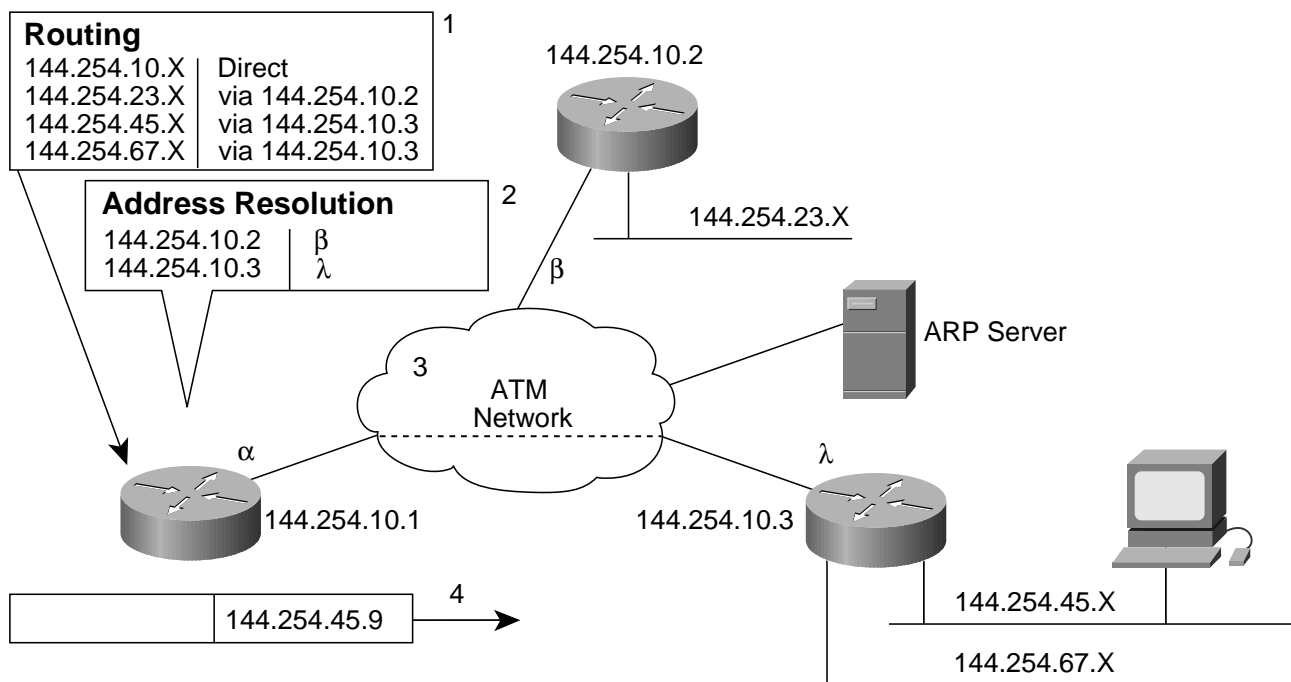 1
Routing
144.254.10.X Direct
144.254.23.X via 144.254.10.2
144.254.45.X via 144.254.10.3
144.254.67.X via 144.254.10.3
144.254.10.2
2
Address Resolution
144.254.10.2 β
144.254.10.3 λ
144.254.23.X
β
ARP Server
3
ATM
Network
α
λ
144.254.10.1
144.254.10.3
4
144.254.45.9
144.254.45.X
144.254.67.X